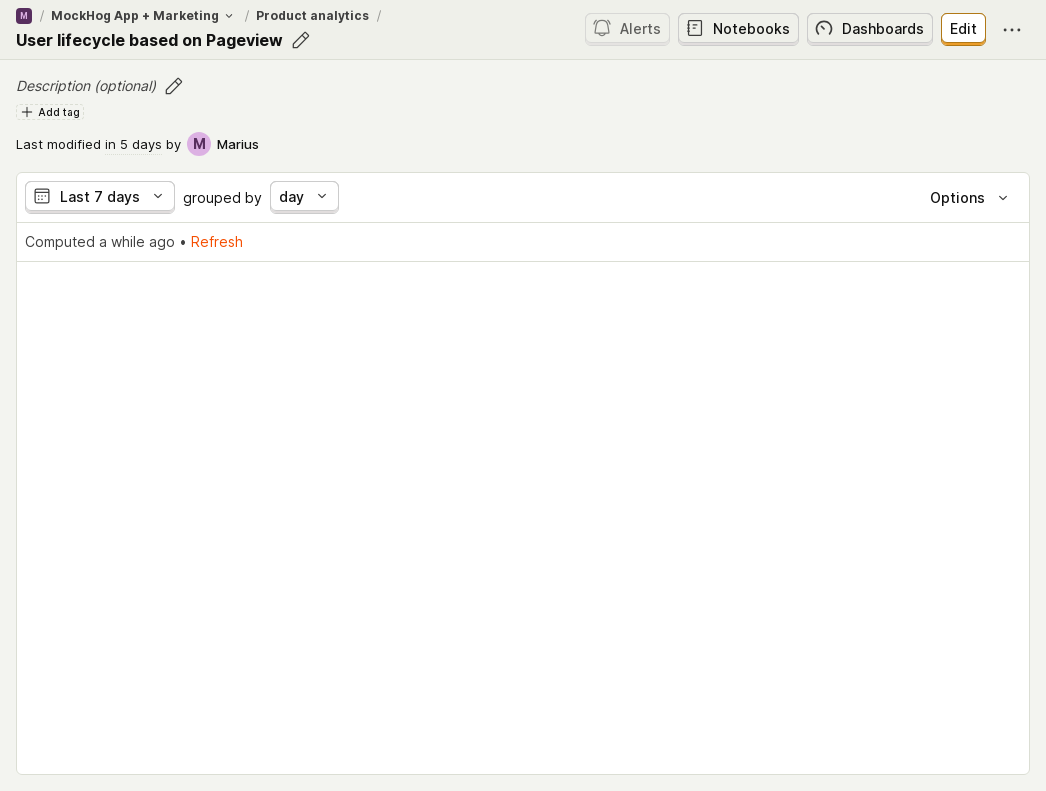 M / MockHog App + Marketing / Product analytics /
User lifecycle based on Pageview
Alerts Notebooks Dashboards Edit
Description (optional)
Add tag
Last modified in 5 days by M Marius
Last 7 days grouped by day Options
Computed a while ago • Refresh